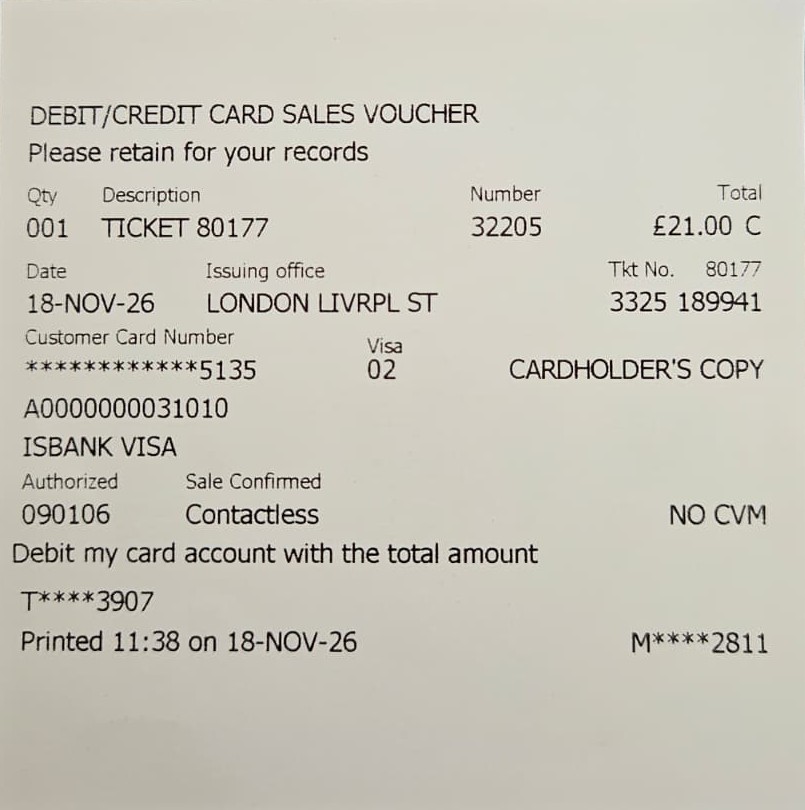 DEBIT/CREDIT CARD SALES VOUCHER
Please retain for your records
Qty Description Number Total
001 TICKET 80177 32205 £21.00 C
Date Issuing office Tkt No. 80177
18-NOV-26 LONDON LIVRPL ST 3325 189941
Customer Card Number Visa
************5135 02 CARDHOLDER'S COPY
A0000000031010
ISBANK VISA
Authorized Sale Confirmed
090106 Contactless NO CVM
Debit my card account with the total amount
T****3907
Printed 11:38 on 18-NOV-26 M****2811